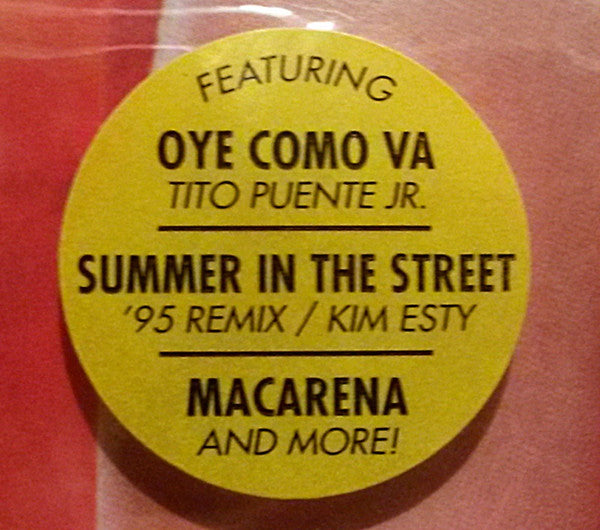 FEATURING
OYE COMO VA
TITO PUENTE JR.
SUMMER IN THE STREET
'95 REMIX / KIM ESTY
MACARENA
AND MORE!